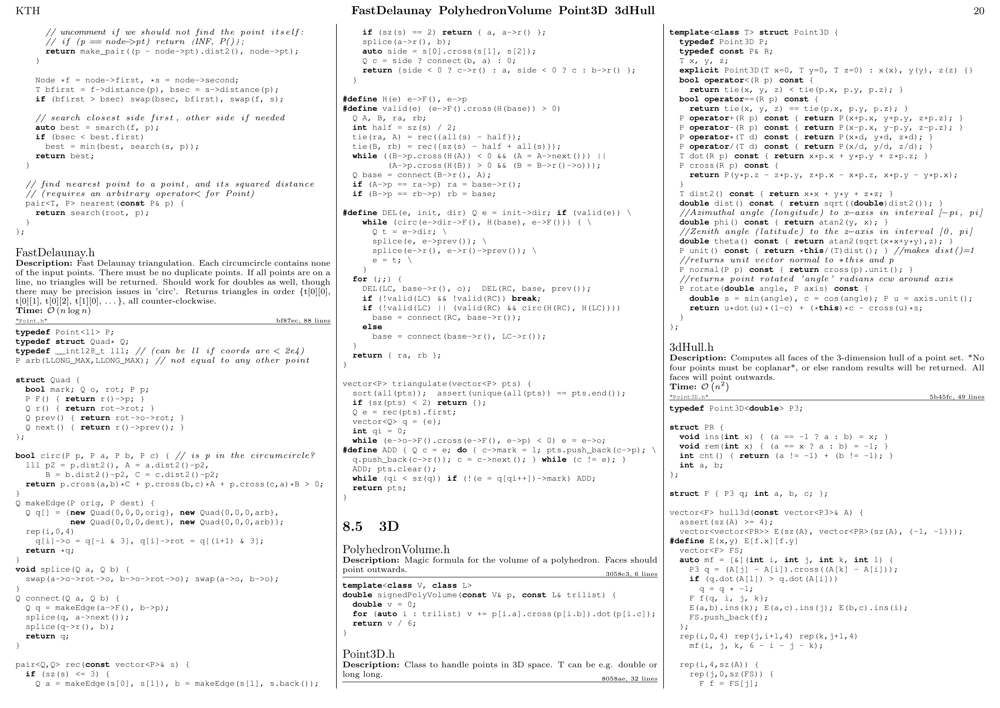 KTH
FastDelaunay PolyhedronVolume Point3D 3dHull
20
// uncomment if we should not find the point itself:
// if (p == node->pt) return {INF, P()};
return make_pair((p - node->pt).dist2(), node->pt);
}
Node *f = node->first, *s = node->second;
T bfirst = f->distance(p), bsec = s->distance(p);
if (bfirst > bsec) swap(bsec, bfirst), swap(f, s);
// search closest side first, other side if needed
auto best = search(f, p);
if (bsec < best.first)
best = min(best, search(s, p));
return best;
}
// find nearest point to a point, and its squared distance
// (requires an arbitrary operator< for Point)
pair<T, P> nearest(const P& p) {
return search(root, p);
}
};
FastDelaunay.h
Description: Fast Delaunay triangulation. Each circumcircle contains none
of the input points. There must be no duplicate points. If all points are on a
line, no triangles will be returned. Should work for doubles as well, though
there may be precision issues in 'circ'. Returns triangles in order {t[0][0],
t[0][1], t[0][2], t[1][0], ...}, all counter-clockwise.
Time: O (n log n)
"Point.h" bf87ec, 88 lines
typedef Point<ll> P;
typedef struct Quad* Q;
typedef __int128_t lll; // (can be ll if coords are < 2e4)
P arb(LLONG_MAX,LLONG_MAX); // not equal to any other point
struct Quad {
bool mark; Q o, rot; P p;
P F() { return r()->p; }
Q r() { return rot->rot; }
Q prev() { return rot->o->rot; }
Q next() { return r()->prev(); }
};
bool circ(P p, P a, P b, P c) { // is p in the circumcircle?
lll p2 = p.dist2(), A = a.dist2()-p2,
B = b.dist2()-p2, C = c.dist2()-p2;
return p.cross(a,b)*C + p.cross(b,c)*A + p.cross(c,a)*B > 0;
}
Q makeEdge(P orig, P dest) {
Q q[] = {new Quad{0,0,0,orig}, new Quad{0,0,0,arb},
new Quad{0,0,0,dest}, new Quad{0,0,0,arb}};
rep(i,0,4)
q[i]->o = q[-i & 3], q[i]->rot = q[(i+1) & 3];
return *q;
}
void splice(Q a, Q b) {
swap(a->o->rot->o, b->o->rot->o); swap(a->o, b->o);
}
Q connect(Q a, Q b) {
Q q = makeEdge(a->F(), b->p);
splice(q, a->next());
splice(q->r(), b);
return q;
}
pair<Q,Q> rec(const vector<P>& s) {
if (sz(s) <= 3) {
Q a = makeEdge(s[0], s[1]), b = makeEdge(s[1], s.back());
if (sz(s) == 2) return { a, a->r() };
splice(a->r(), b);
auto side = s[0].cross(s[1], s[2]);
Q c = side ? connect(b, a) : 0;
return {side < 0 ? c->r() : a, side < 0 ? c : b->r() };
}
#define H(e) e->F(), e->p
#define valid(e) (e->F().cross(H(base)) > 0)
Q A, B, ra, rb;
int half = sz(s) / 2;
tie(ra, A) = rec({all(s) - half});
tie(B, rb) = rec({sz(s) - half + all(s)});
while ((B->p.cross(H(A)) < 0 && (A = A->next())) ||
(A->p.cross(H(B)) > 0 && (B = B->r()->o)));
Q base = connect(B->r(), A);
if (A->p == ra->p) ra = base->r();
if (B->p == rb->p) rb = base;
#define DEL(e, init, dir) Q e = init->dir; if (valid(e)) \
while (circ(e->dir->F(), H(base), e->F())) { \
Q t = e->dir; \
splice(e, e->prev()); \
splice(e->r(), e->r()->prev()); \
e = t; \
}
for (;;) {
DEL(LC, base->r(), o); DEL(RC, base, prev());
if (!valid(LC) && !valid(RC)) break;
if (!valid(LC) || (valid(RC) && circ(H(RC), H(LC))))
base = connect(RC, base->r());
else
base = connect(base->r(), LC->r());
}
return { ra, rb };
}
vector<P> triangulate(vector<P> pts) {
sort(all(pts)); assert(unique(all(pts)) == pts.end());
if (sz(pts) < 2) return {};
Q e = rec(pts).first;
vector<Q> q = {e};
int qi = 0;
while (e->o->F().cross(e->F(), e->p) < 0) e = e->o;
#define ADD { Q c = e; do { c->mark = 1; pts.push_back(c->p); \
q.push_back(c->r()); c = c->next(); } while (c != e); }
ADD; pts.clear();
while (qi < sz(q)) if (!(e = q[qi++])->mark) ADD;
return pts;
}
8.5 3D
PolyhedronVolume.h
Description: Magic formula for the volume of a polyhedron. Faces should
point outwards.
3058c3, 6 lines
template<class V, class L>
double signedPolyVolume(const V& p, const L& trilist) {
double v = 0;
for (auto i : trilist) v += p[i.a].cross(p[i.b]).dot(p[i.c]);
return v / 6;
}
Point3D.h
Description: Class to handle points in 3D space. T can be e.g. double or
long long.
8058ae, 32 lines
template<class T> struct Point3D {
typedef Point3D P;
typedef const P& R;
T x, y, z;
explicit Point3D(T x=0, T y=0, T z=0) : x(x), y(y), z(z) {}
bool operator<(R p) const {
return tie(x, y, z) < tie(p.x, p.y, p.z); }
bool operator==(R p) const {
return tie(x, y, z) == tie(p.x, p.y, p.z); }
P operator+(R p) const { return P(x+p.x, y+p.y, z+p.z); }
P operator-(R p) const { return P(x-p.x, y-p.y, z-p.z); }
P operator*(T d) const { return P(x*d, y*d, z*d); }
P operator/(T d) const { return P(x/d, y/d, z/d); }
T dot(R p) const { return x*p.x + y*p.y + z*p.z; }
P cross(R p) const {
return P(y*p.z - z*p.y, z*p.x - x*p.z, x*p.y - y*p.x);
}
T dist2() const { return x*x + y*y + z*z; }
double dist() const { return sqrt((double)dist2()); }
//Azimuthal angle (longitude) to x-axis in interval [-pi, pi]
double phi() const { return atan2(y, x); }
//Zenith angle (latitude) to the z-axis in interval [0, pi]
double theta() const { return atan2(sqrt(x*x+y*y),z); }
P unit() const { return *this/(T)dist(); } //makes dist()=1
//returns unit vector normal to *this and p
P normal(P p) const { return cross(p).unit(); }
//returns point rotated 'angle' radians ccw around axis
P rotate(double angle, P axis) const {
double s = sin(angle), c = cos(angle); P u = axis.unit();
return u*dot(u)*(1-c) + (*this)*c - cross(u)*s;
}
};
3dHull.h
Description: Computes all faces of the 3-dimension hull of a point set. *No
four points must be coplanar*, or else random results will be returned. All
faces will point outwards.
Time: O (n²)
"Point3D.h" 5b45fc, 49 lines
typedef Point3D<double> P3;
struct PR {
void ins(int x) { (a == -1 ? a : b) = x; }
void rem(int x) { (a == x ? a : b) = -1; }
int cnt() { return (a != -1) + (b != -1); }
int a, b;
};
struct F { P3 q; int a, b, c; };
vector<F> hull3d(const vector<P3>& A) {
assert(sz(A) >= 4);
vector<vector<PR>> E(sz(A), vector<PR>(sz(A), {-1, -1}));
#define E(x,y) E[f.x][f.y]
vector<F> FS;
auto mf = [&](int i, int j, int k, int l) {
P3 q = (A[j] - A[i]).cross((A[k] - A[i]));
if (q.dot(A[l]) > q.dot(A[i]))
q = q * -1;
F f{q, i, j, k};
E(a,b).ins(k); E(a,c).ins(j); E(b,c).ins(i);
FS.push_back(f);
};
rep(i,0,4) rep(j,i+1,4) rep(k,j+1,4)
mf(i, j, k, 6 - i - j - k);
rep(i,4,sz(A)) {
rep(j,0,sz(FS)) {
F f = FS[j];